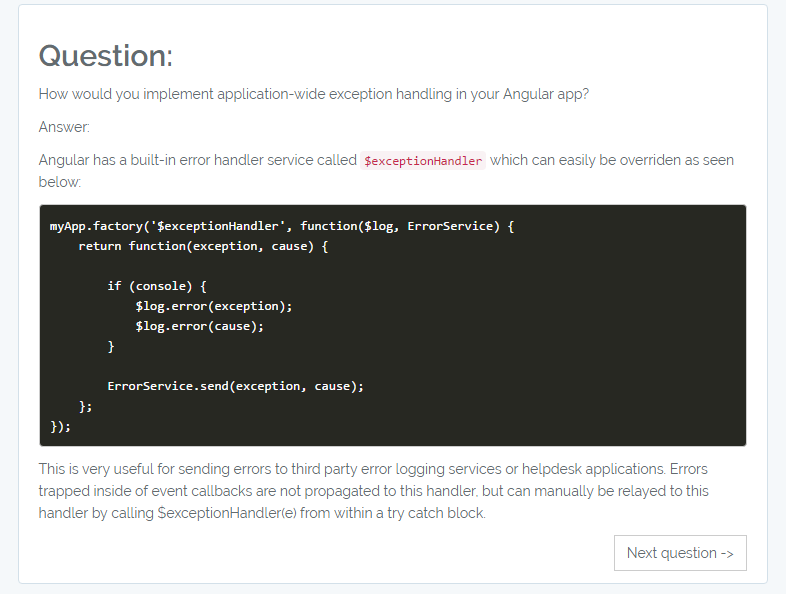 Question:
How would you implement application-wide exception handling in your Angular app?
Answer:
Angular has a built-in error handler service called $exceptionHandler which can easily be overriden as seen
below:
myApp.factory('$exceptionHandler', function($log, ErrorService) {
    return function(exception, cause) {
        if (console) {
            $log.error(exception);
            $log.error(cause);
        }
        ErrorService.send(exception, cause);
    };
});
This is very useful for sending errors to third party error logging services or helpdesk applications. Errors
trapped inside of event callbacks are not propagated to this handler, but can manually be relayed to this
handler by calling $exceptionHandler(e) from within a try catch block.
Next question ->